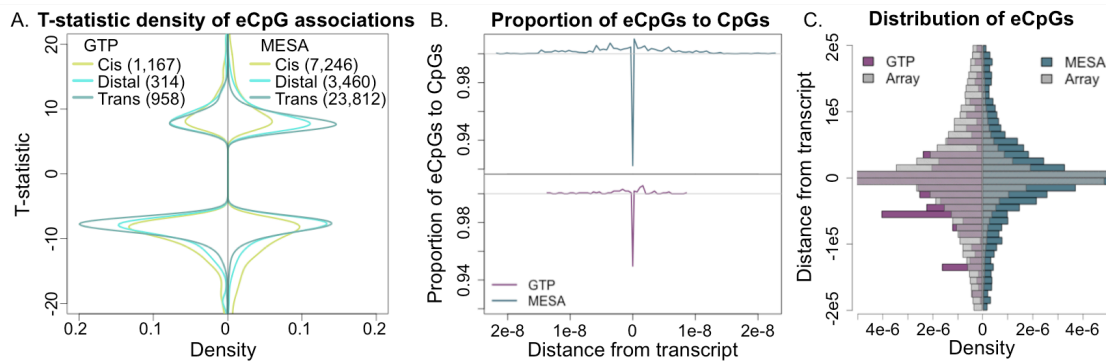 A. T-statistic density of eCpG associations
GTP
Cis (1,167)
Distal (314)
Trans (958)
MESA
Cis (7,246)
Distal (3,460)
Trans (23,812)
T-statistic
20
10
0
-10
-20
0.2 0.1 0 0.1 0.2
Density
B. Proportion of eCpGs to CpGs
Proportion of eCpGs to CpGs
0.98
0.94
Proportion of eCpGs to CpGs
0.98
0.94
GTP
MESA
2e-8 1e-8 0 1e-8 2e-8
Distance from transcript
C. Distribution of eCpGs
GTP
Array
MESA
Array
Distance from transcript
2e5
1e5
0
-1e5
-2e5
4e-6 2e-6 0 2e-6 4e-6
Density